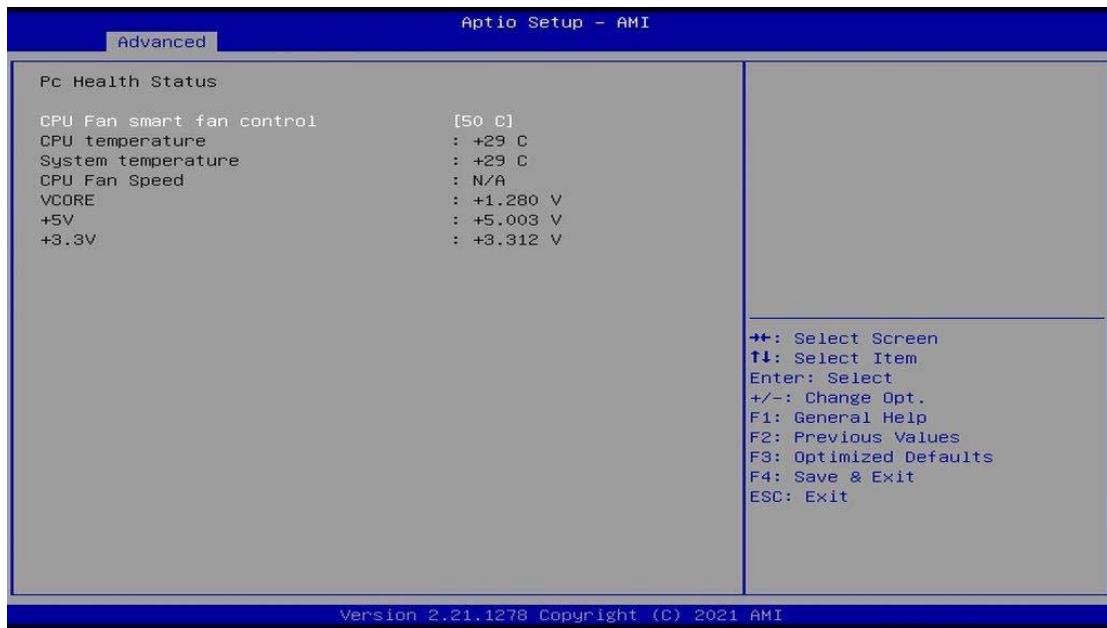 Aptio Setup – AMI
Advanced
Pc Health Status
CPU Fan smart fan control [50 C]
CPU temperature : +29 C
System temperature : +29 C
CPU Fan Speed : N/A
VCORE : +1.280 V
+5V : +5.003 V
+3.3V : +3.312 V
→←: Select Screen
↑↓: Select Item
Enter: Select
+/-: Change Opt.
F1: General Help
F2: Previous Values
F3: Optimized Defaults
F4: Save & Exit
ESC: Exit
Version 2.21.1278 Copyright (C) 2021 AMI